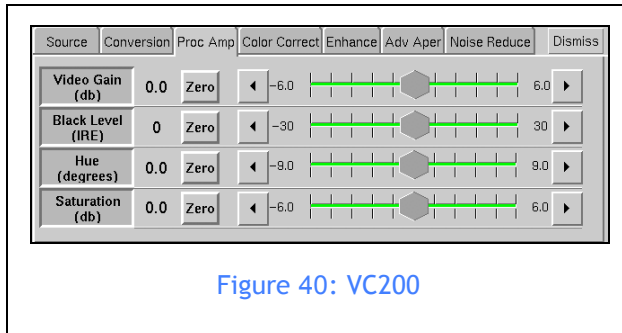 Source Conversion Proc Amp Color Correct Enhance Adv Aper Noise Reduce Dismiss
Video Gain
(db) 0.0 Zero -6.0 6.0
Black Level
(IRE) 0 Zero -30 30
Hue
(degrees) 0.0 Zero -9.0 9.0
Saturation
(db) 0.0 Zero -6.0 6.0
Figure 40: VC200